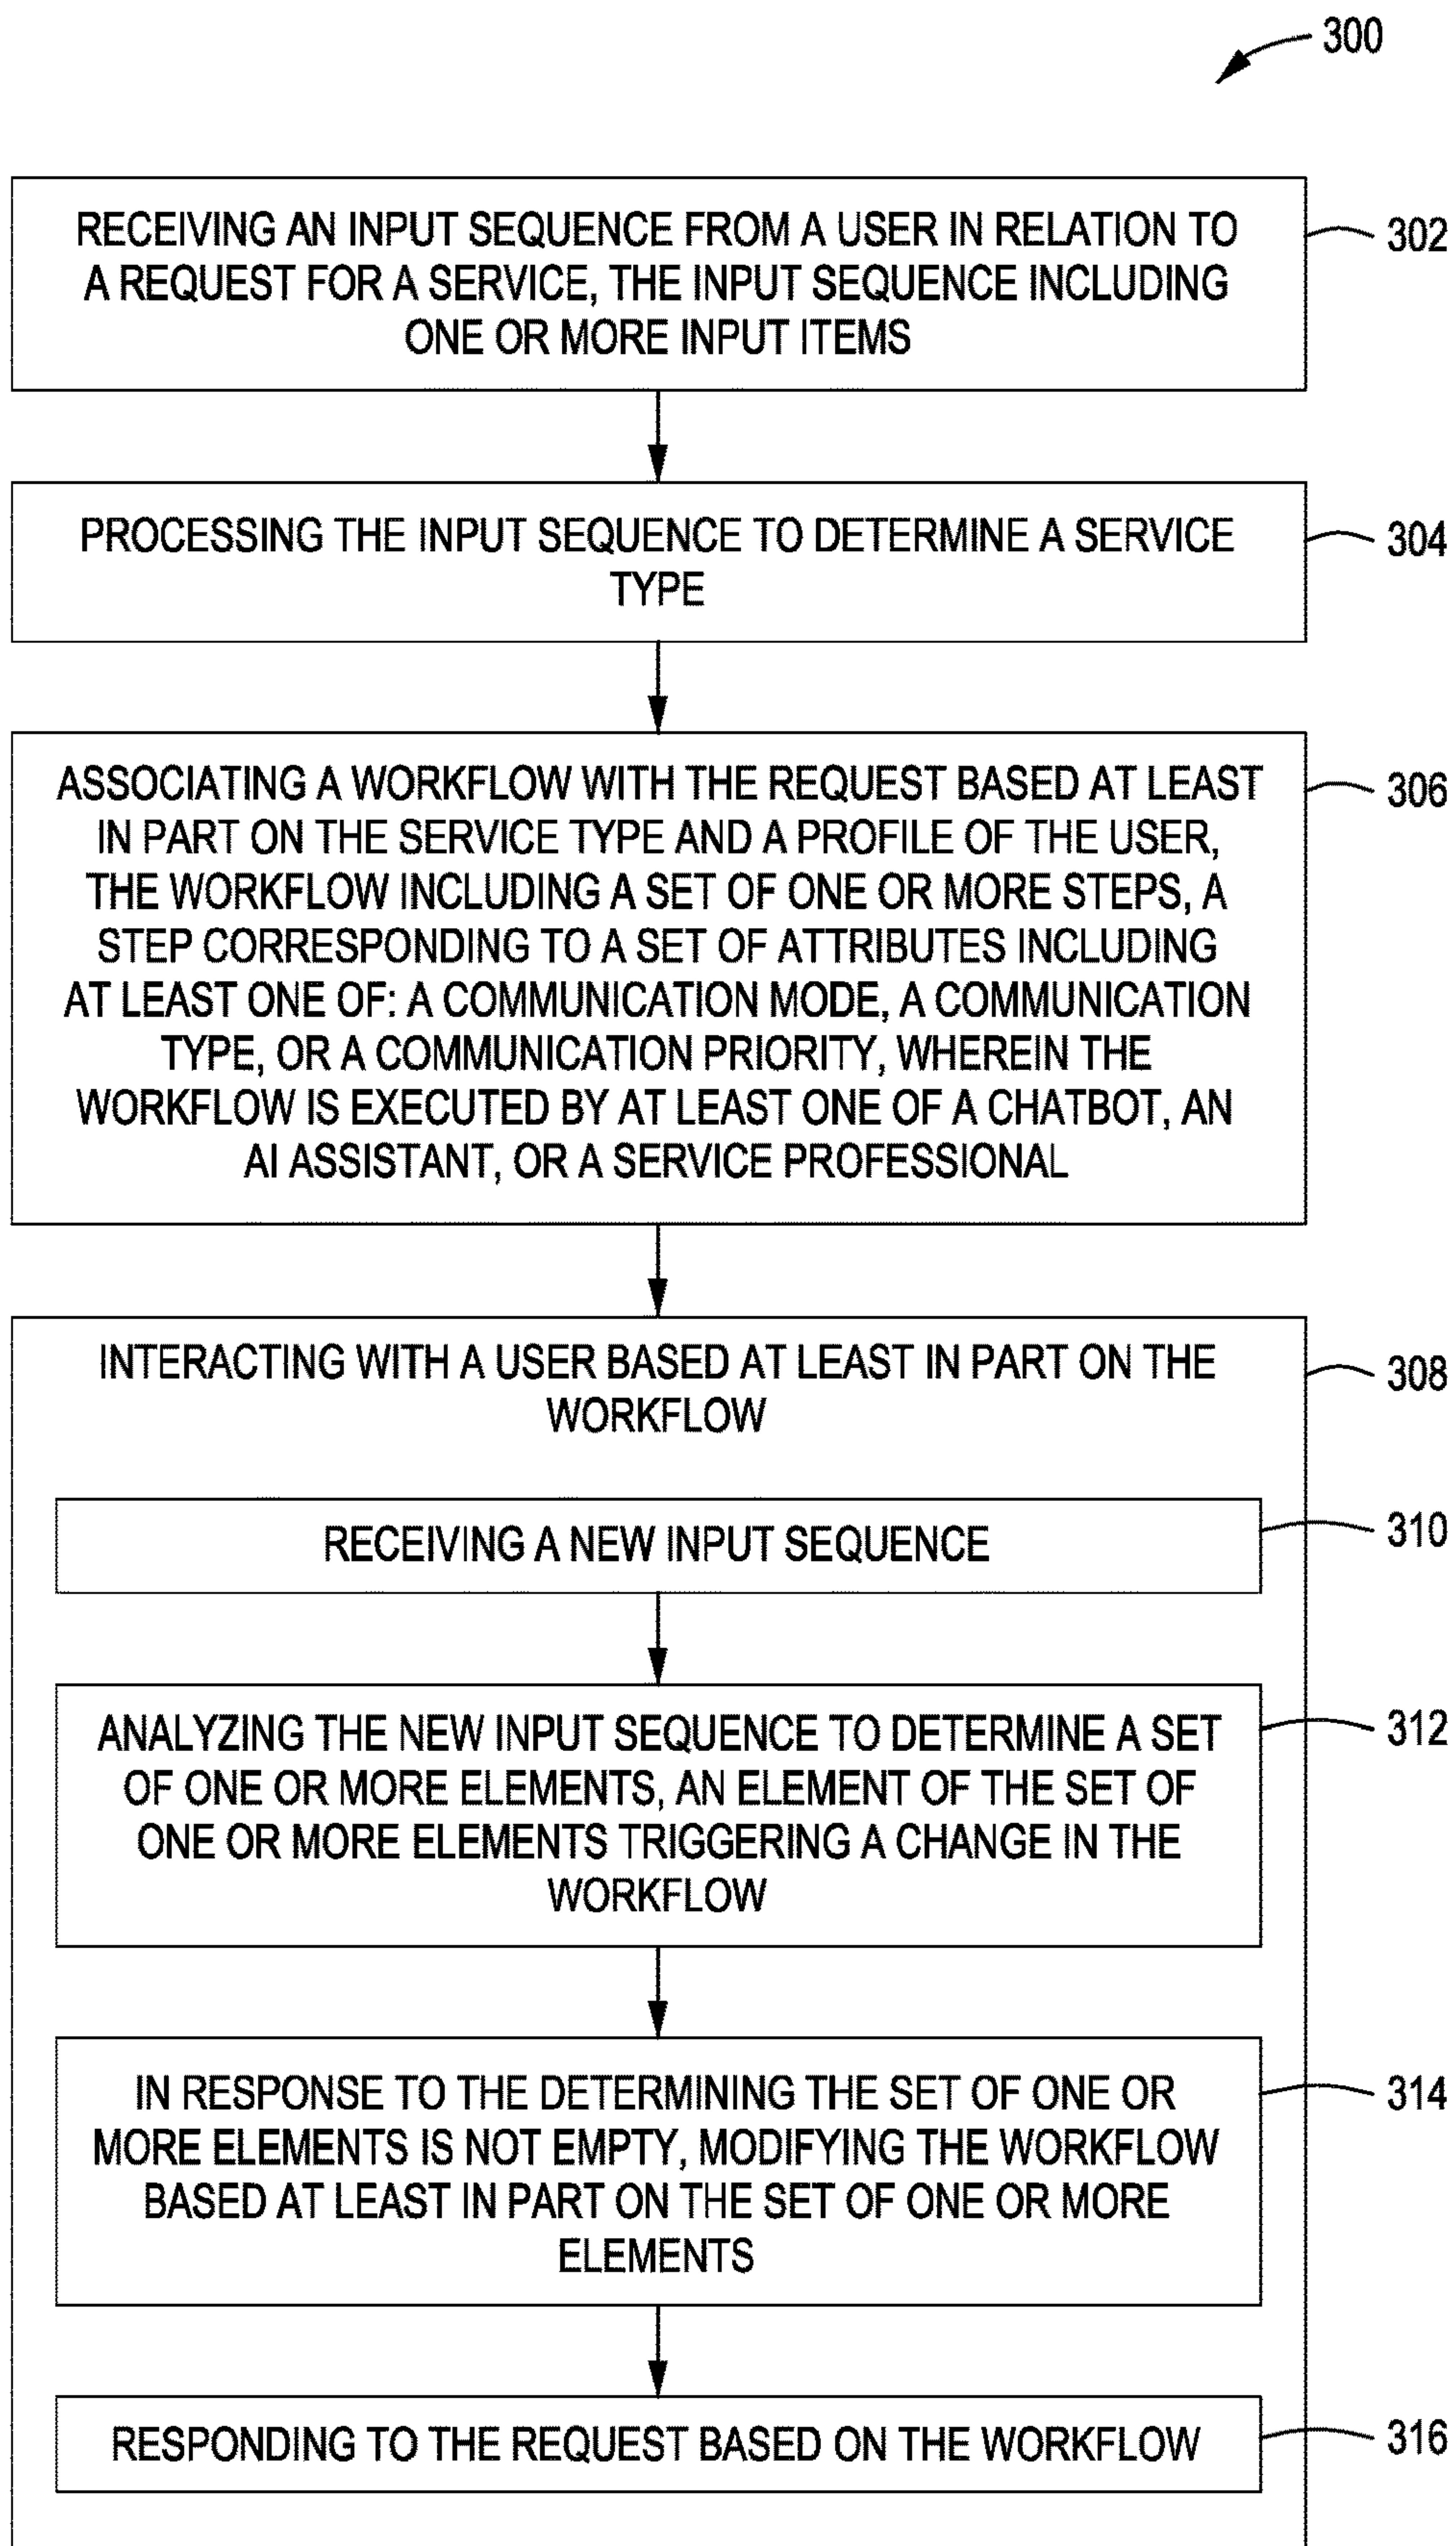 300
RECEIVING AN INPUT SEQUENCE FROM A USER IN RELATION TO
A REQUEST FOR A SERVICE, THE INPUT SEQUENCE INCLUDING
ONE OR MORE INPUT ITEMS
302
PROCESSING THE INPUT SEQUENCE TO DETERMINE A SERVICE
TYPE
304
ASSOCIATING A WORKFLOW WITH THE REQUEST BASED AT LEAST
IN PART ON THE SERVICE TYPE AND A PROFILE OF THE USER,
THE WORKFLOW INCLUDING A SET OF ONE OR MORE STEPS, A
STEP CORRESPONDING TO A SET OF ATTRIBUTES INCLUDING
AT LEAST ONE OF: A COMMUNICATION MODE, A COMMUNICATION
TYPE, OR A COMMUNICATION PRIORITY, WHEREIN THE
WORKFLOW IS EXECUTED BY AT LEAST ONE OF A CHATBOT, AN
AI ASSISTANT, OR A SERVICE PROFESSIONAL
306
INTERACTING WITH A USER BASED AT LEAST IN PART ON THE
WORKFLOW
308
RECEIVING A NEW INPUT SEQUENCE
310
ANALYZING THE NEW INPUT SEQUENCE TO DETERMINE A SET
OF ONE OR MORE ELEMENTS, AN ELEMENT OF THE SET OF
ONE OR MORE ELEMENTS TRIGGERING A CHANGE IN THE
WORKFLOW
312
IN RESPONSE TO THE DETERMINING THE SET OF ONE OR
MORE ELEMENTS IS NOT EMPTY, MODIFYING THE WORKFLOW
BASED AT LEAST IN PART ON THE SET OF ONE OR MORE
ELEMENTS
314
RESPONDING TO THE REQUEST BASED ON THE WORKFLOW
316